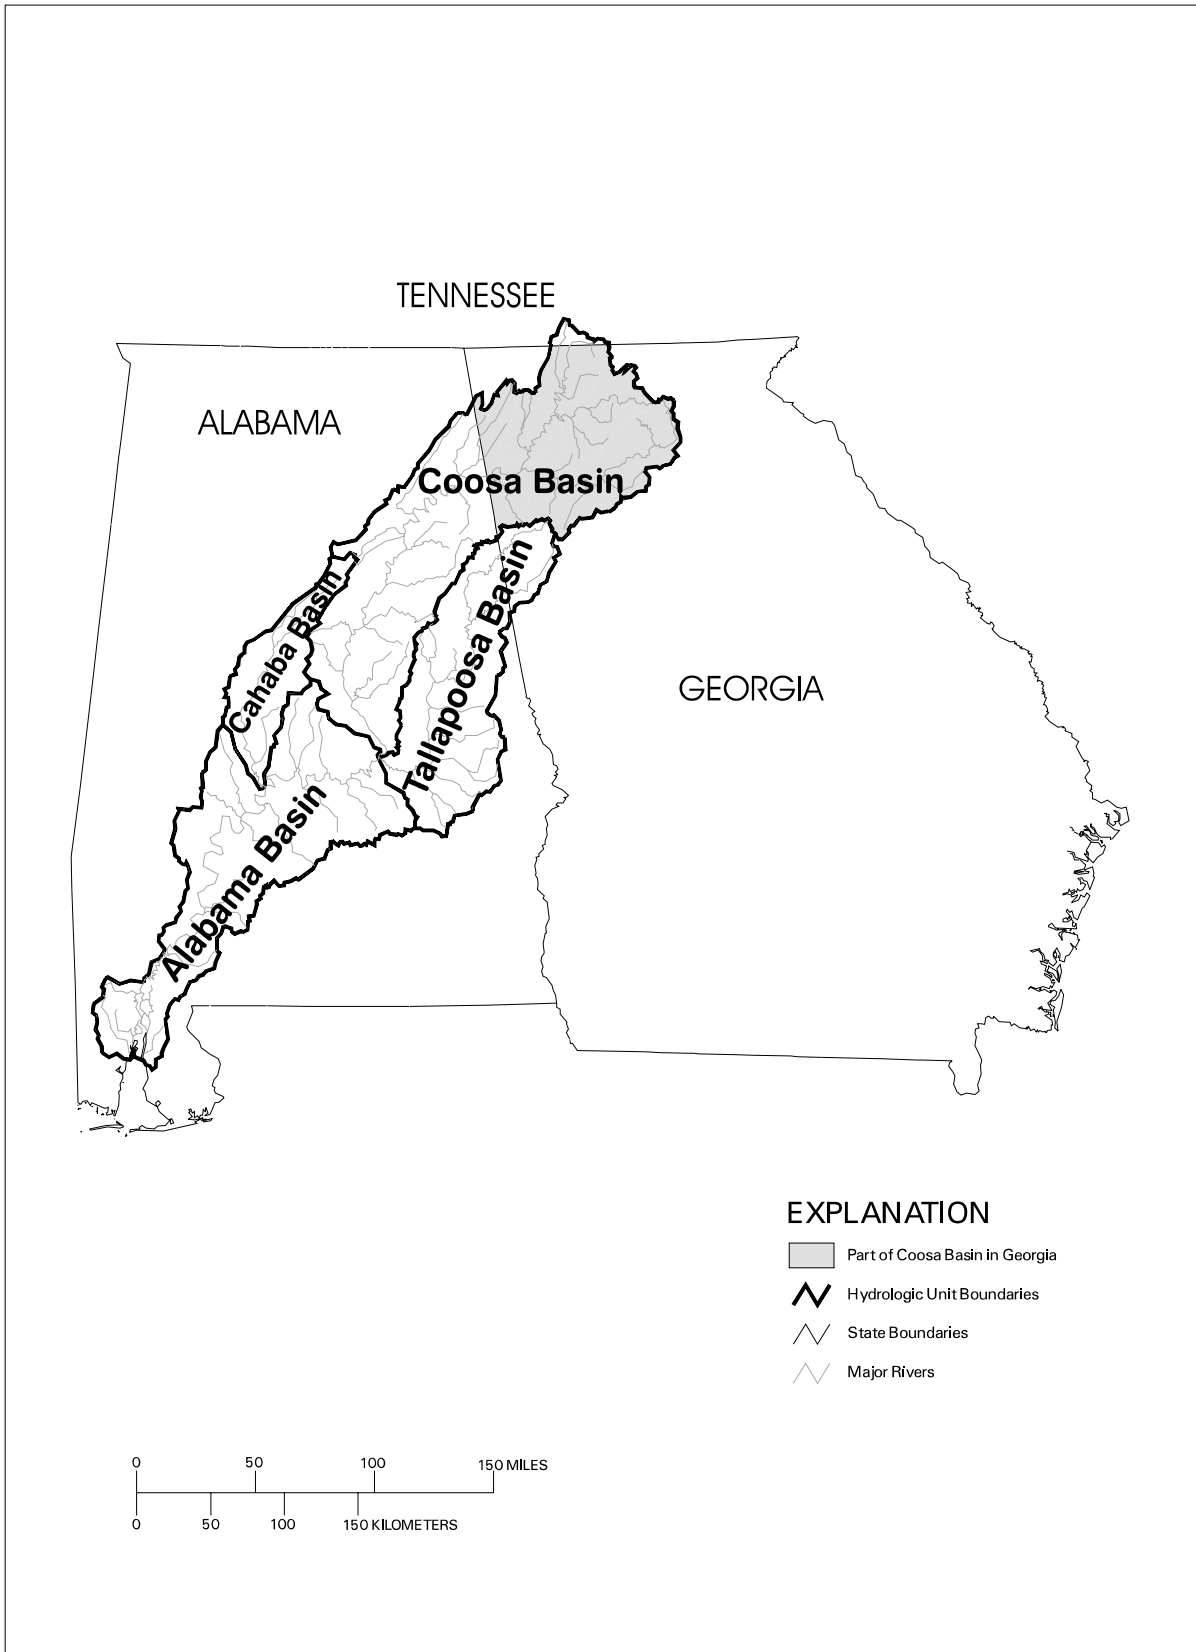 TENNESSEE
ALABAMA
Coosa Basin
Cahaba Basin
Tallapoosa Basin
GEORGIA
Alabama Basin
EXPLANATION
Part of Coosa Basin in Georgia
Hydrologic Unit Boundaries
State Boundaries
Major Rivers
0 50 100 150 MILES
0 50 100 150 KILOMETERS